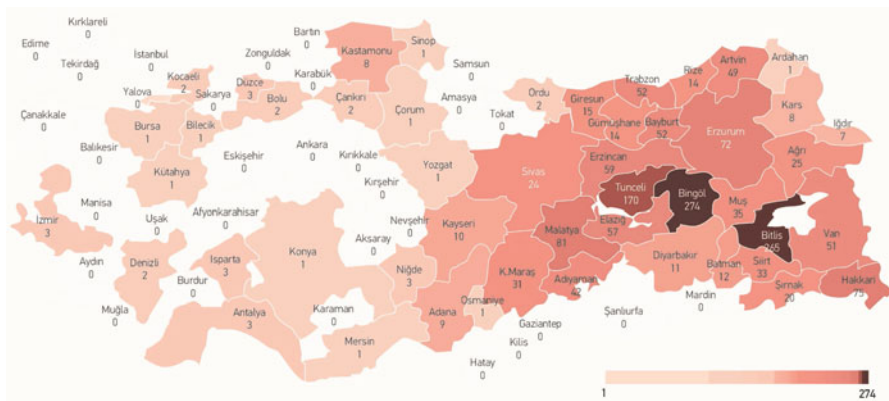 Kırklareli
0
Edirne
0
Tekirdağ
0
İstanbul
0
Kocaeli
2
Yalova
0
Sakarya
0
Düzce
3
Zonguldak
0
Bartın
0
Karabük
0
Bolu
2
Kastamonu
8
Sinop
1
Samsun
0
Çankırı
2
Çorum
1
Amasya
0
Tokat
0
Ordu
2
Giresun
15
Trabzon
52
Gümüşhane
14
Bayburt
52
Rize
14
Artvin
49
Ardahan
1
Kars
8
Iğdır
7
Erzurum
72
Ağrı
25
Çanakkale
0
Balıkesir
0
Bursa
1
Bilecik
1
Kütahya
1
Eskişehir
0
Ankara
0
Kırıkkale
0
Kırşehir
0
Yozgat
1
Sivas
24
Erzincan
59
Tunceli
170
Bingöl
274
Muş
35
Bitlis
245
Van
51
İzmir
3
Manisa
0
Uşak
0
Afyonkarahisar
0
Aksaray
0
Nevşehir
0
Kayseri
10
Malatya
81
Elazığ
57
Diyarbakır
11
Batman
12
Siirt
33
Şırnak
20
Hakkari
75
Aydın
0
Denizli
2
Burdur
0
Isparta
3
Konya
1
Niğde
3
K.Maraş
31
Adıyaman
42
Muğla
0
Antalya
3
Karaman
0
Mersin
1
Adana
9
Osmaniye
1
Gaziantep
0
Kilis
0
Hatay
0
Şanlıurfa
0
Mardin
0
1
274